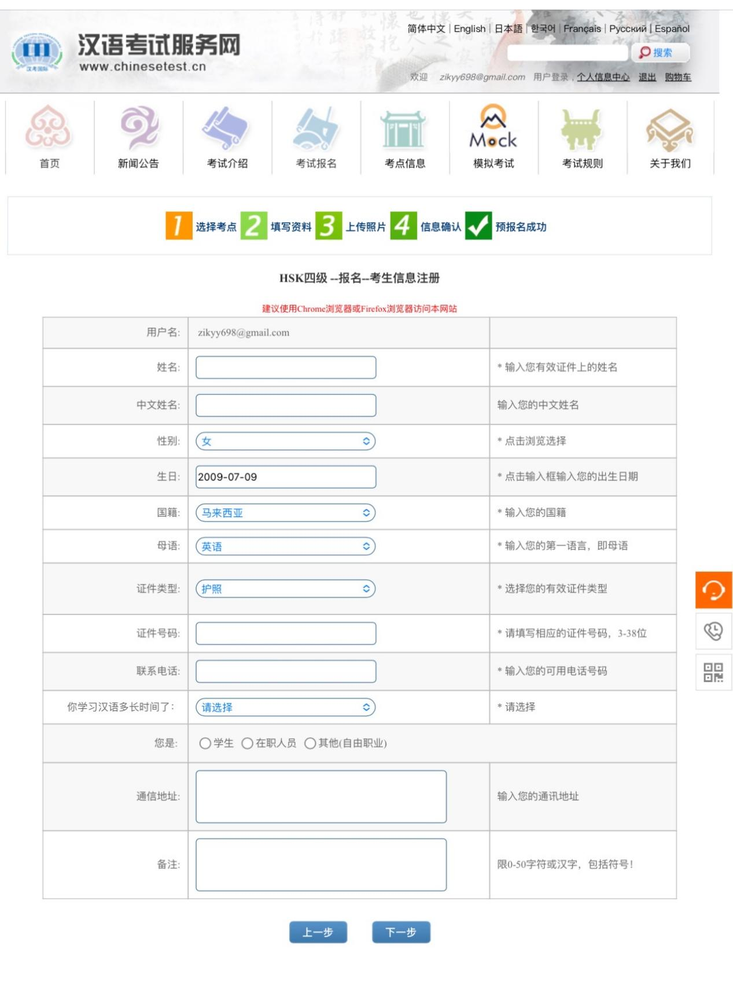 简体中文 | English | 日本語 | 한국어 | Français | Русский | Español
汉语考试服务网
www.chinesetest.cn
汉考国际
搜索
欢迎 zikyy698@gmail.com 用户登录 , 个人信息中心 退出 购物车
Mock
首页 新闻公告 考试介绍 考试报名 考点信息 模拟考试 考试规则 关于我们
1 选择考点 2 填写资料 3 上传照片 4 信息确认 预报名成功
HSK四级 --报名--考生信息注册
建议使用Chrome浏览器或Firefox浏览器访问本网站
用户名: zikyy698@gmail.com
姓名: * 输入您有效证件上的姓名
中文姓名: 输入您的中文姓名
性别: 女 * 点击浏览选择
生日: 2009-07-09 * 点击输入框输入您的出生日期
国籍: 马来西亚 * 输入您的国籍
母语: 英语 * 输入您的第一语言，即母语
证件类型: 护照 * 选择您的有效证件类型
证件号码: * 请填写相应的证件号码，3-38位
联系电话: * 输入您的可用电话号码
你学习汉语多长时间了: 请选择 * 请选择
您是: 学生 在职人员 其他(自由职业)
通信地址: 输入您的通讯地址
备注: 限0-50字符或汉字，包括符号!
上一步 下一步